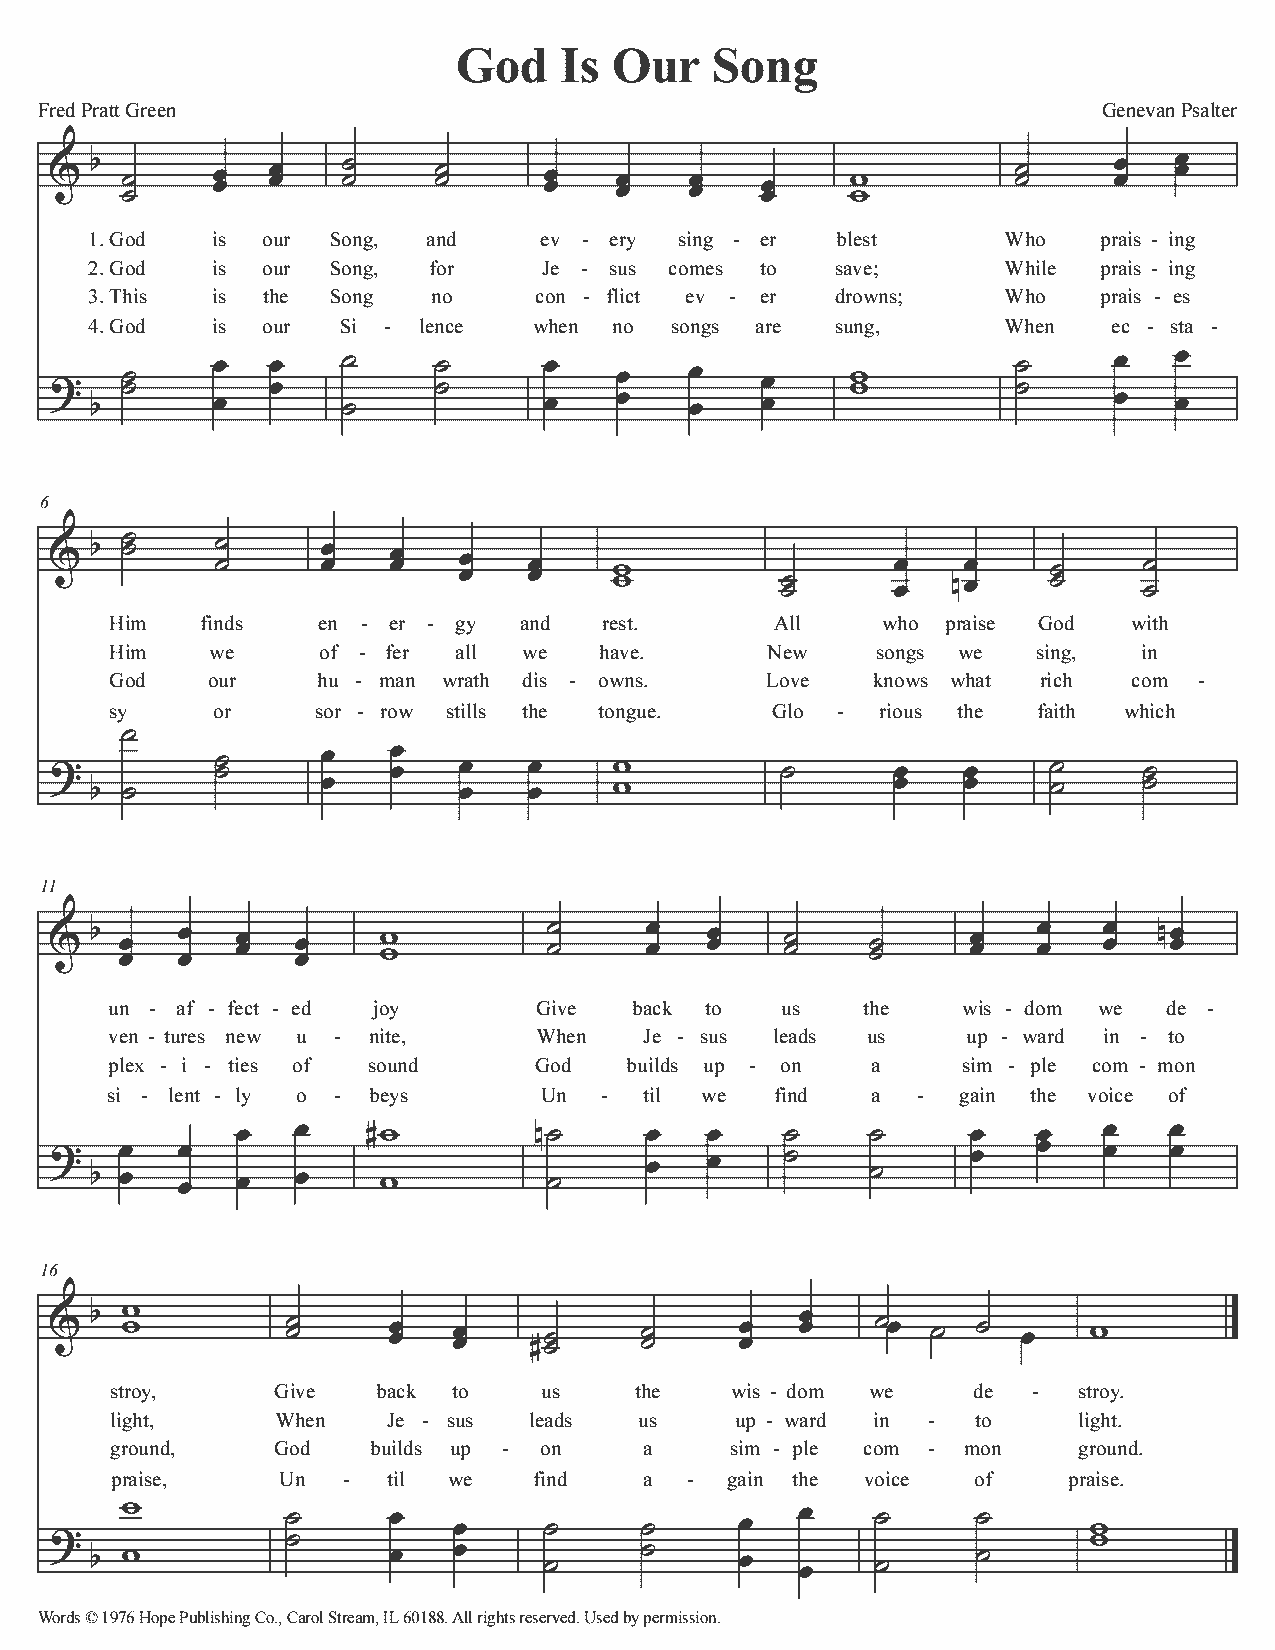 God Is Our Song
Fred Pratt Green
Genevan Psalter
1. God is our Song, and ev - ery sing - er blest Who prais - ing
2. God is our Song, for Je - sus comes to save; While prais - ing
3. This is the Song no con - flict ev - er drowns; Who prais - es
4. God is our Si - lence when no songs are sung, When ec - sta -
6
Him finds en - er - gy and rest. All who praise God with
Him we of - fer all we have. New songs we sing, in
God our hu - man wrath dis - owns. Love knows what rich com -
sy or sor - row stills the tongue. Glo - rious the faith which
11
un - af - fect - ed joy Give back to us the wis - dom we de -
ven - tures new u - nite, When Je - sus leads us up - ward in - to
plex - i - ties of sound God builds up - on a sim - ple com - mon
si - lent - ly o - beys Un - til we find a - gain the voice of
16
stroy, Give back to us the wis - dom we de - stroy.
light, When Je - sus leads us up - ward in - to light.
ground, God builds up - on a sim - ple com - mon ground.
praise, Un - til we find a - gain the voice of praise.
Words © 1976 Hope Publishing Co., Carol Stream, IL 60188. All rights reserved. Used by permission.